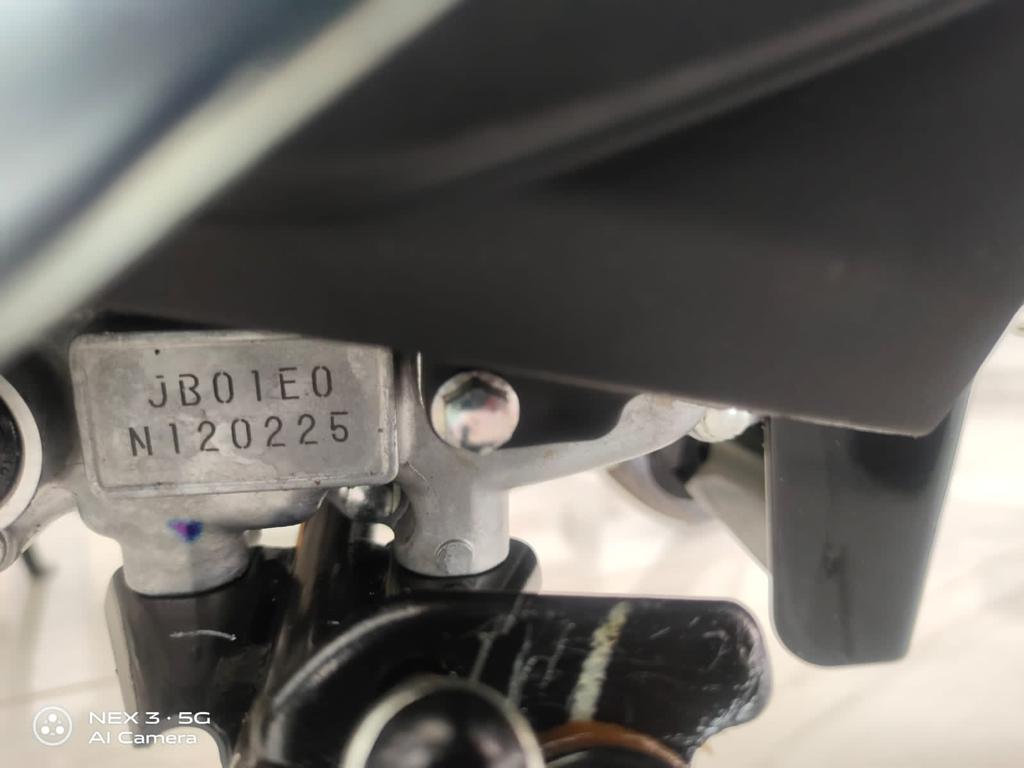 JB01E0
N120225
NEX 3 · 5G
AI Camera